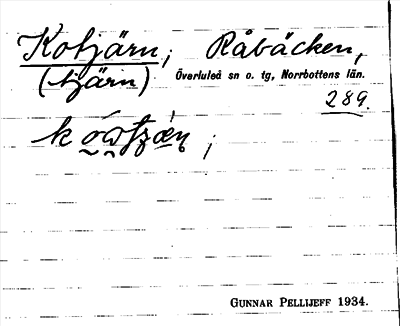 Kotjärn; Råbäcken,
(tjärn) Överluleå sn o. tg, Norrbottens län.
289.
GUNNAR PELLIJEFF 1934.